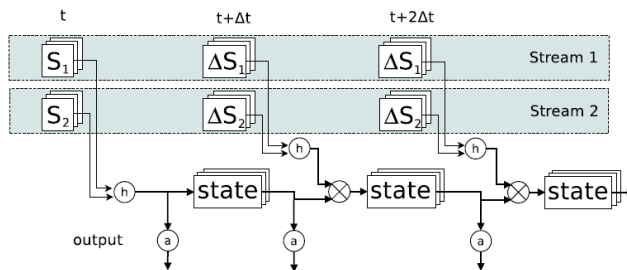 t t+Δt t+2Δt
S1 ΔS1 ΔS1 Stream 1
S2 ΔS2 ΔS2 Stream 2
h h
h state state state
output a a a